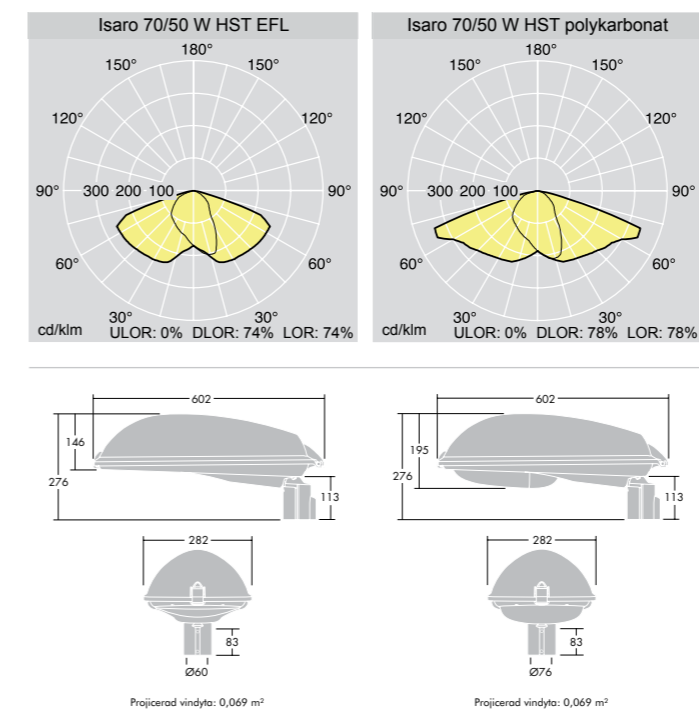 Isaro 70/50 W HST EFL
180°
150° 150°
120° 120°
90° 300 200 100 90°
60° 60°
30° 30°
cd/klm ULOR: 0% DLOR: 74% LOR: 74%
Isaro 70/50 W HST polykarbonat
180°
150° 150°
120° 120°
90° 300 200 100 90°
60° 60°
30° 30°
cd/klm ULOR: 0% DLOR: 78% LOR: 78%
602
146
276
113
282
83
Ø60
Projicerad vindyta: 0,069 m²
602
195
276
113
282
83
Ø76
Projicerad vindyta: 0,069 m²